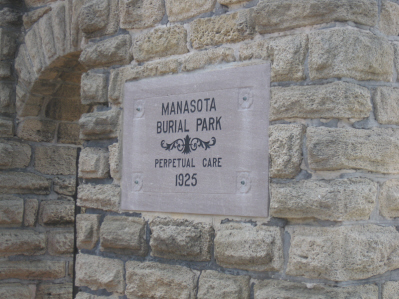 MANASOTA
BURIAL PARK
PERPETUAL CARE
1925